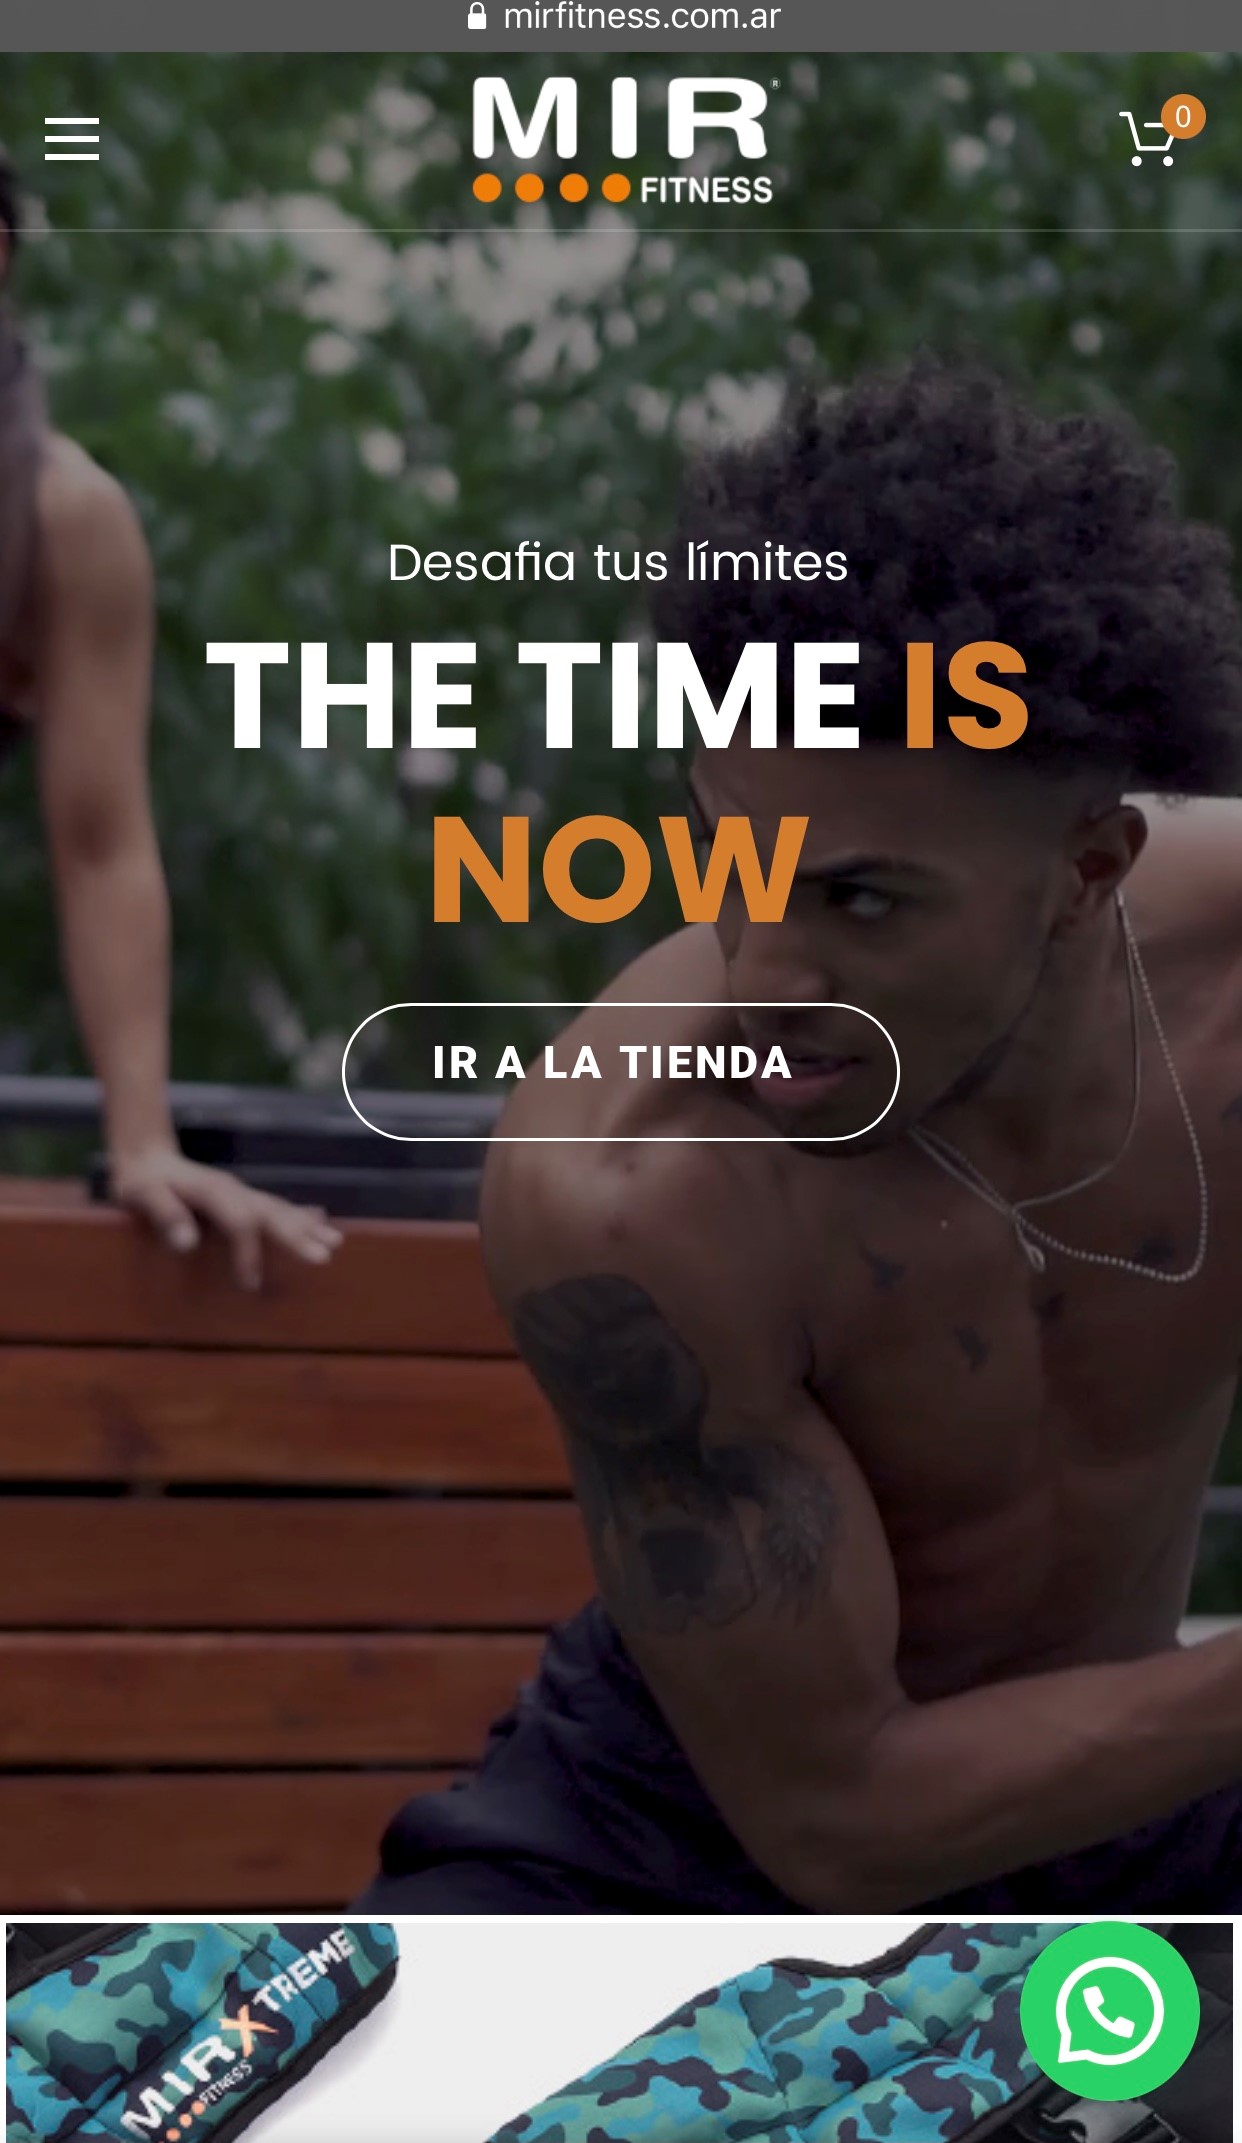 mirfitness.com.ar
MIR®
FITNESS
0
Desafia tus límites
THE TIME IS
NOW
IR A LA TIENDA
MIR XTREME
FITNESS